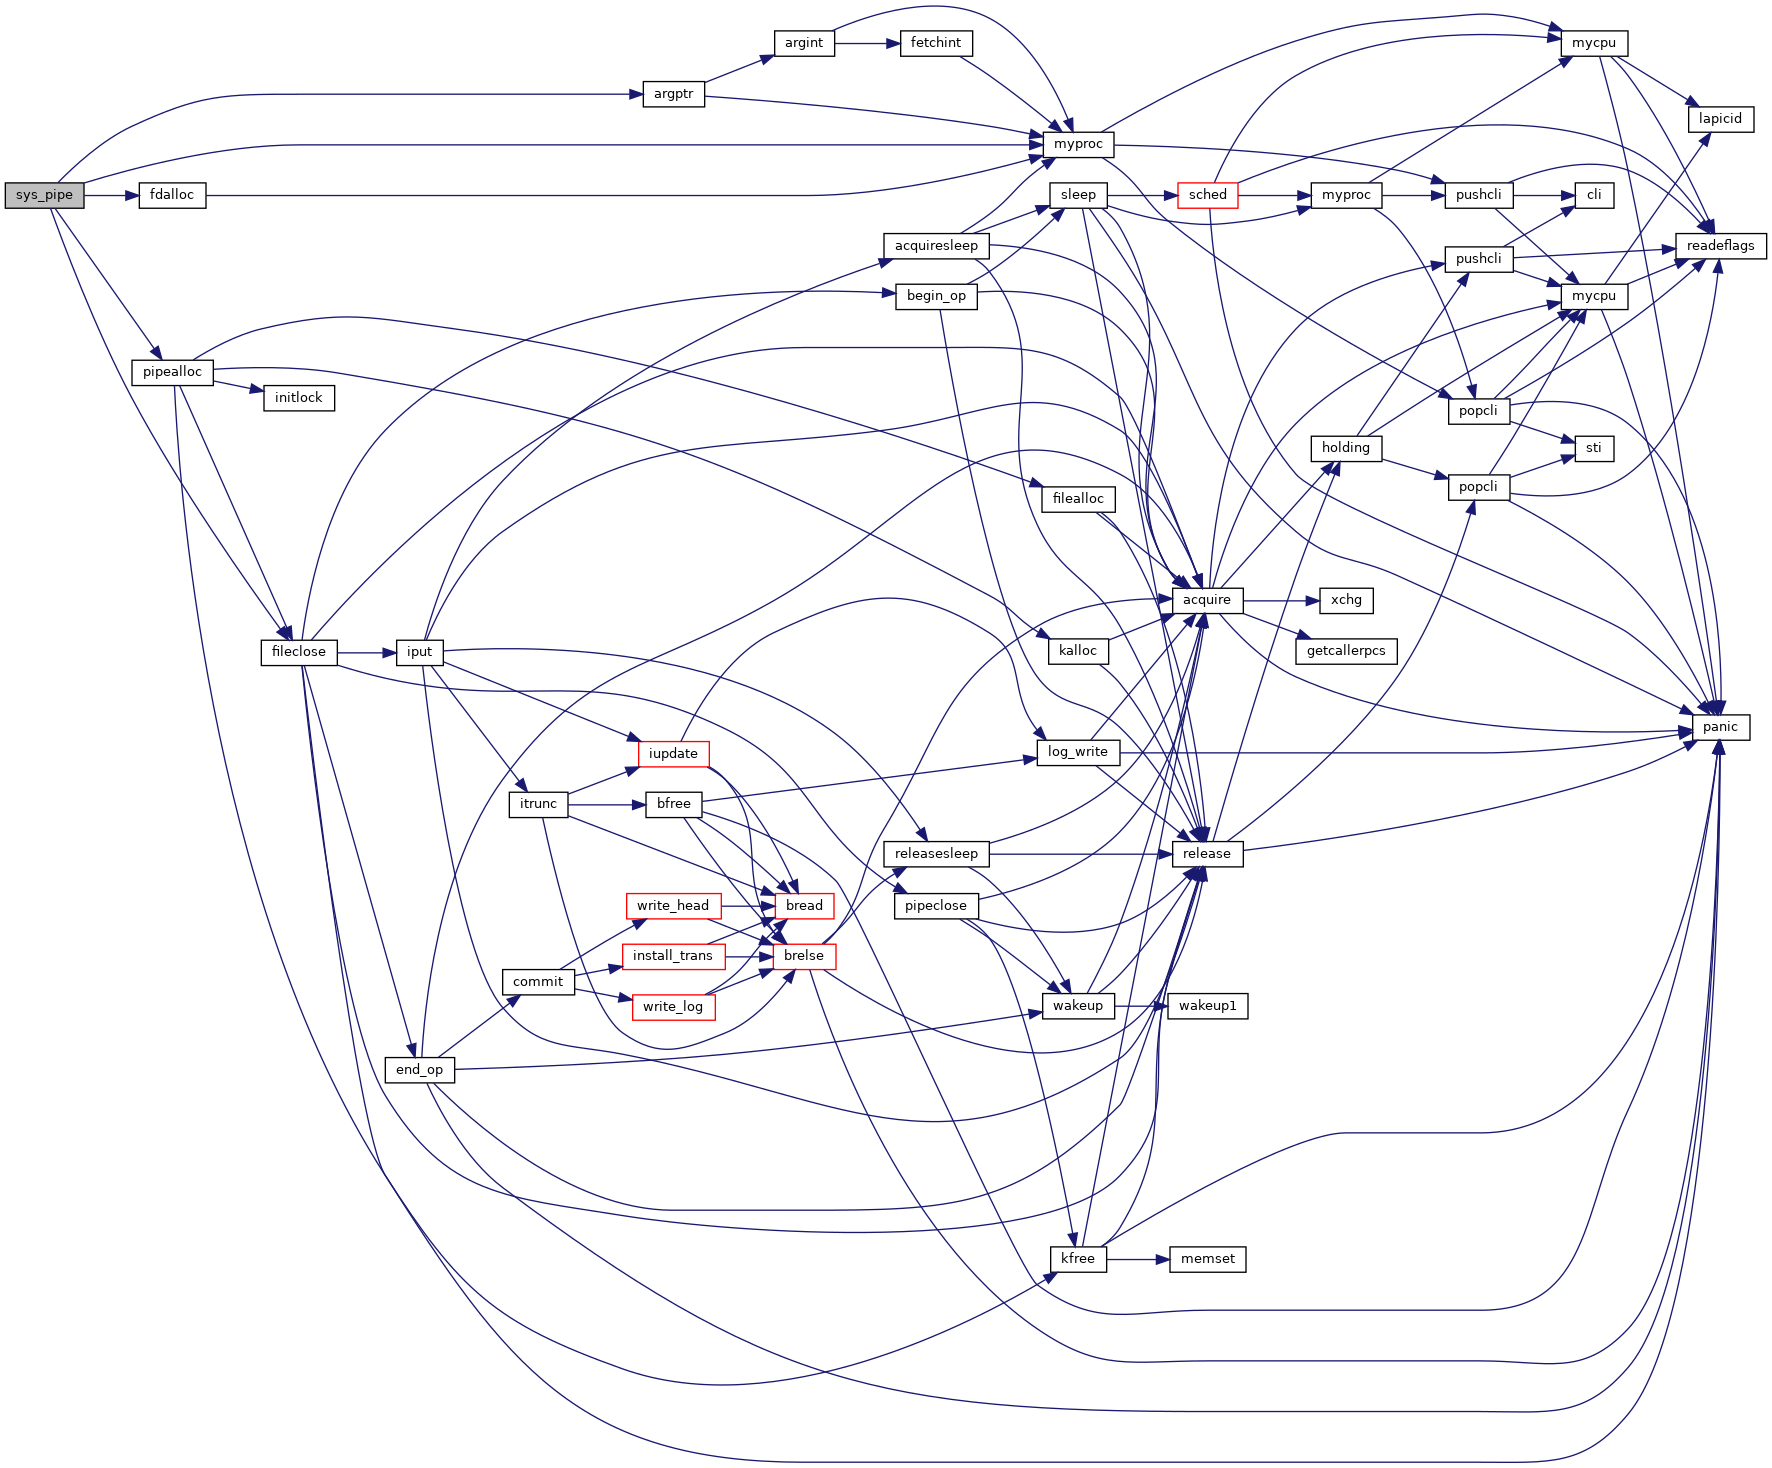 sys_pipe
argptr
argint
fetchint
myproc
fdalloc
pipealloc
initlock
fileclose
iput
end_op
itrunc
commit
iupdate
bfree
write_head
install_trans
write_log
bread
brelse
acquiresleep
begin_op
releasesleep
pipeclose
sleep
filealloc
kalloc
log_write
wakeup
kfree
sched
acquire
release
wakeup1
memset
myproc
holding
xchg
getcallerpcs
pushcli
pushcli
popcli
popcli
mycpu
cli
mycpu
sti
lapicid
readeflags
panic